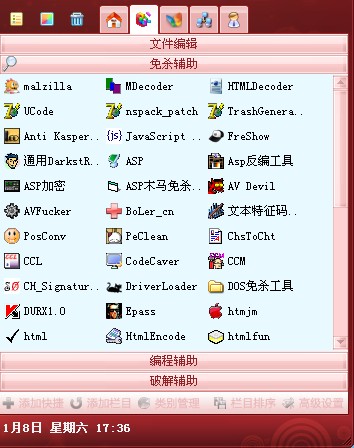 文件编辑
免杀辅助
malzilla MDecoder HTMLDecoder
UCode nspack_patch TrashGenera..
Anti Kasper.. JavaScript .. FreShow
通用DarkstR.. ASP Asp反编工具
ASP加密 ASP木马免杀.. AV Devil
AVFucker BoLer_cn 文本特征码..
PosConv PeClean ChsToCht
CCL CodeCaver CCM
CH_Signatur.. DriverLoader DOS免杀工具
DURX1.0 Epass htmjm
html HtmlEncode htmlfun
编程辅助
破解辅助
添加快捷 添加栏目 类别管理 栏目排序 高级设置
1月8日 星期六 17:36